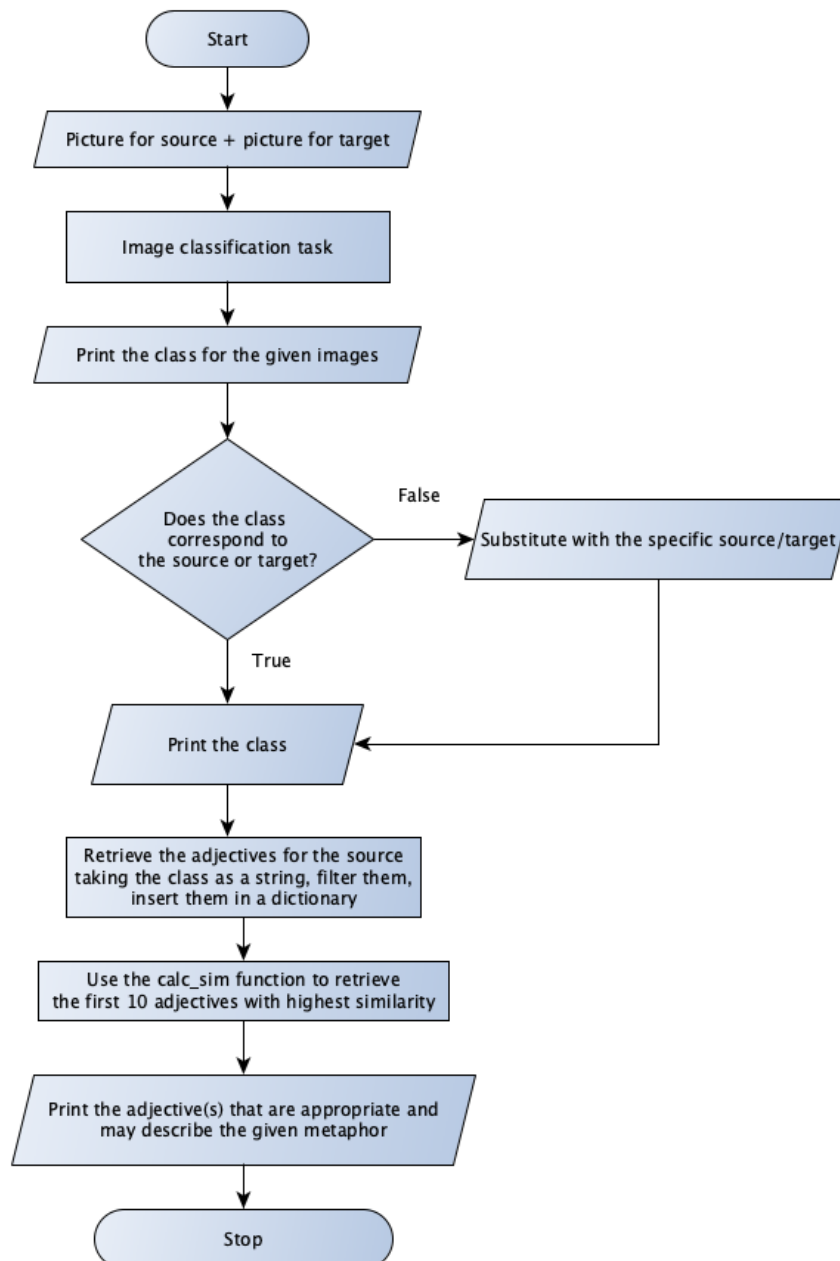 Start
Picture for source + picture for target
Image classification task
Print the class for the given images
Does the class
correspond to
the source or target?
False
Substitute with the specific source/target
True
Print the class
Retrieve the adjectives for the source
taking the class as a string, filter them,
insert them in a dictionary
Use the calc_sim function to retrieve
the first 10 adjectives with highest similarity
Print the adjective(s) that are appropriate and
may describe the given metaphor
Stop